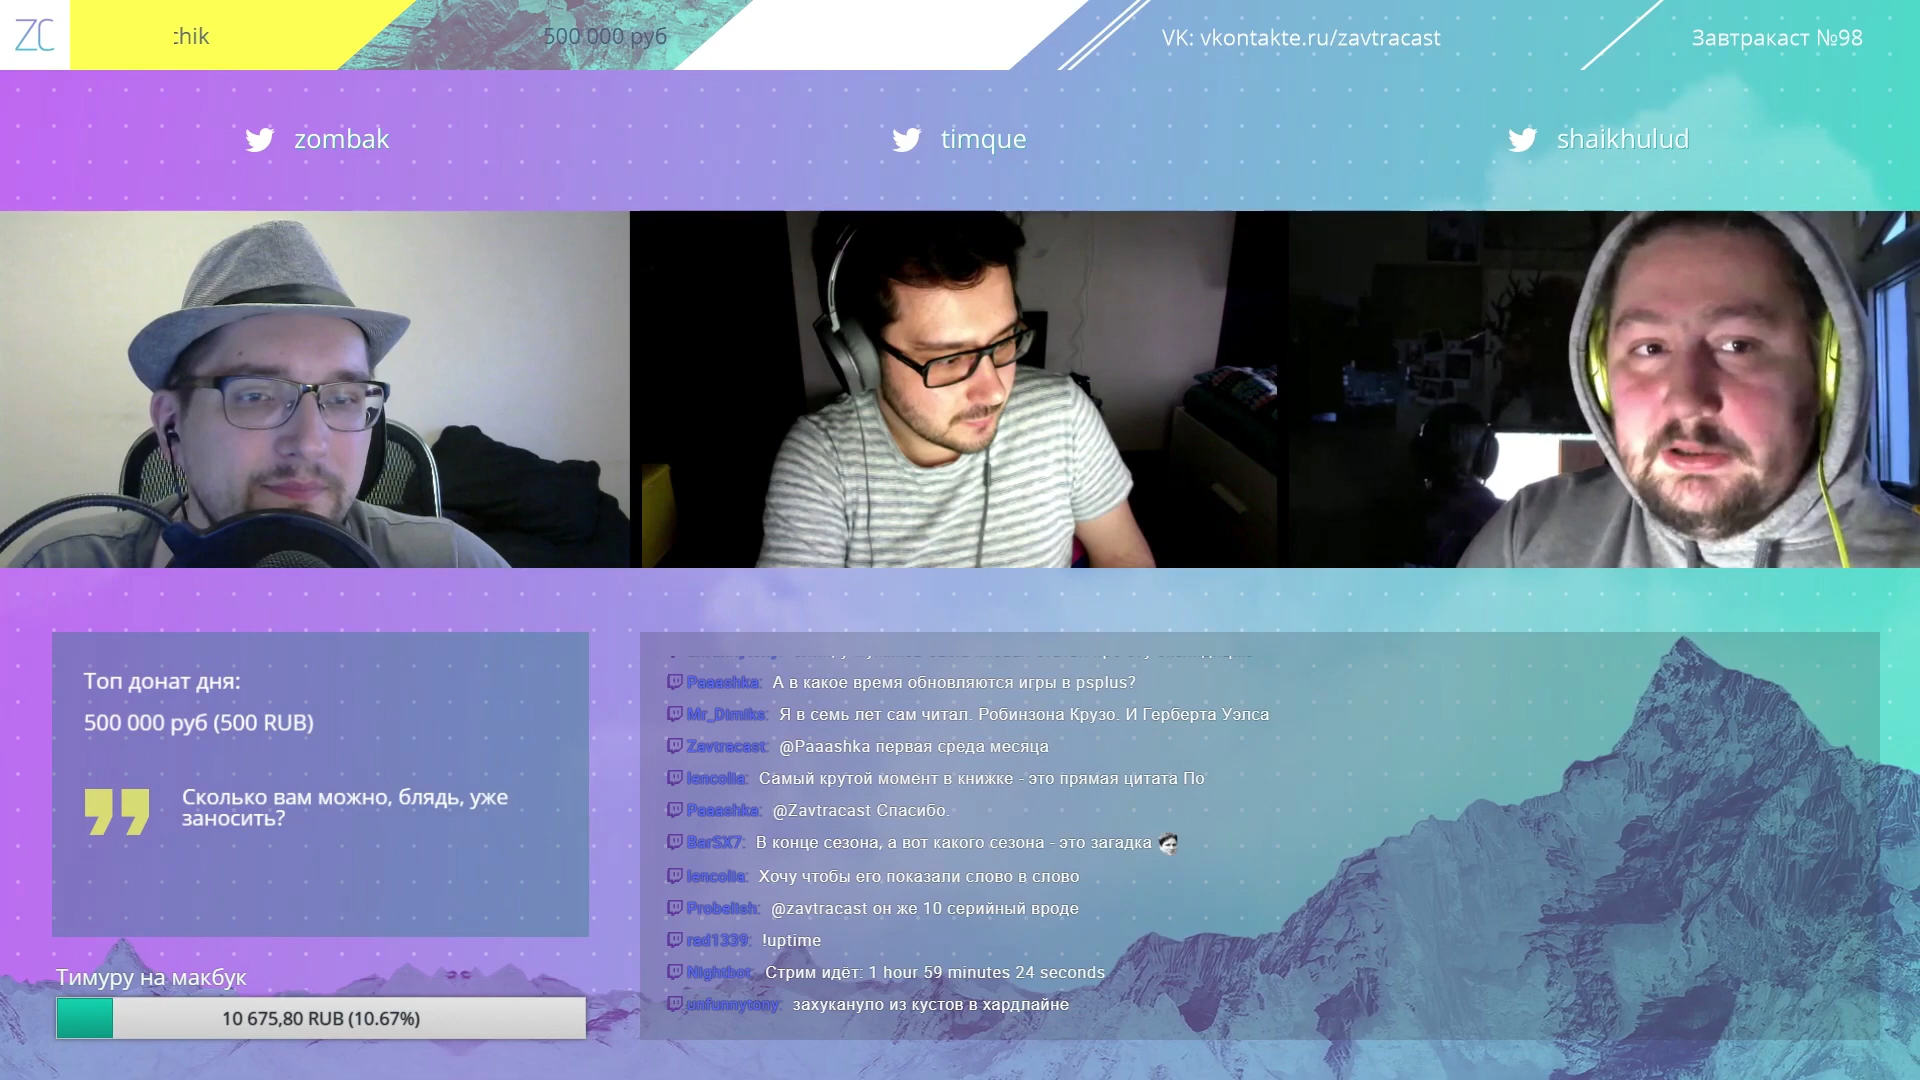 ZC
chik
500 000 руб
VK: vkontakte.ru/zavtracast
Завтракаст №98
zombak
timque
shaikhulud
Топ донат дня:
500 000 руб (500 RUB)
Сколько вам можно, блядь, уже
заносить?
Тимуру на макбук
10 675,80 RUB (10.67%)
Paaashka: А в какое время обновляются игры в psplus?
Mr_Dimiks: Я в семь лет сам читал. Робинзона Крузо. И Герберта Уэлса
Zavtracast: @Paaashka первая среда месяца
lencolia: Самый крутой момент в книжке - это прямая цитата По
Paaashka: @Zavtracast Спасибо.
BarSX7: В конце сезона, а вот какого сезона - это загадка
lencolia: Хочу чтобы его показали слово в слово
Probelish: @zavtracast он же 10 серийный вроде
rad1339: !uptime
Nightbot: Стрим идёт: 1 hour 59 minutes 24 seconds
unfunnytony: захукануло из кустов в хардлайне